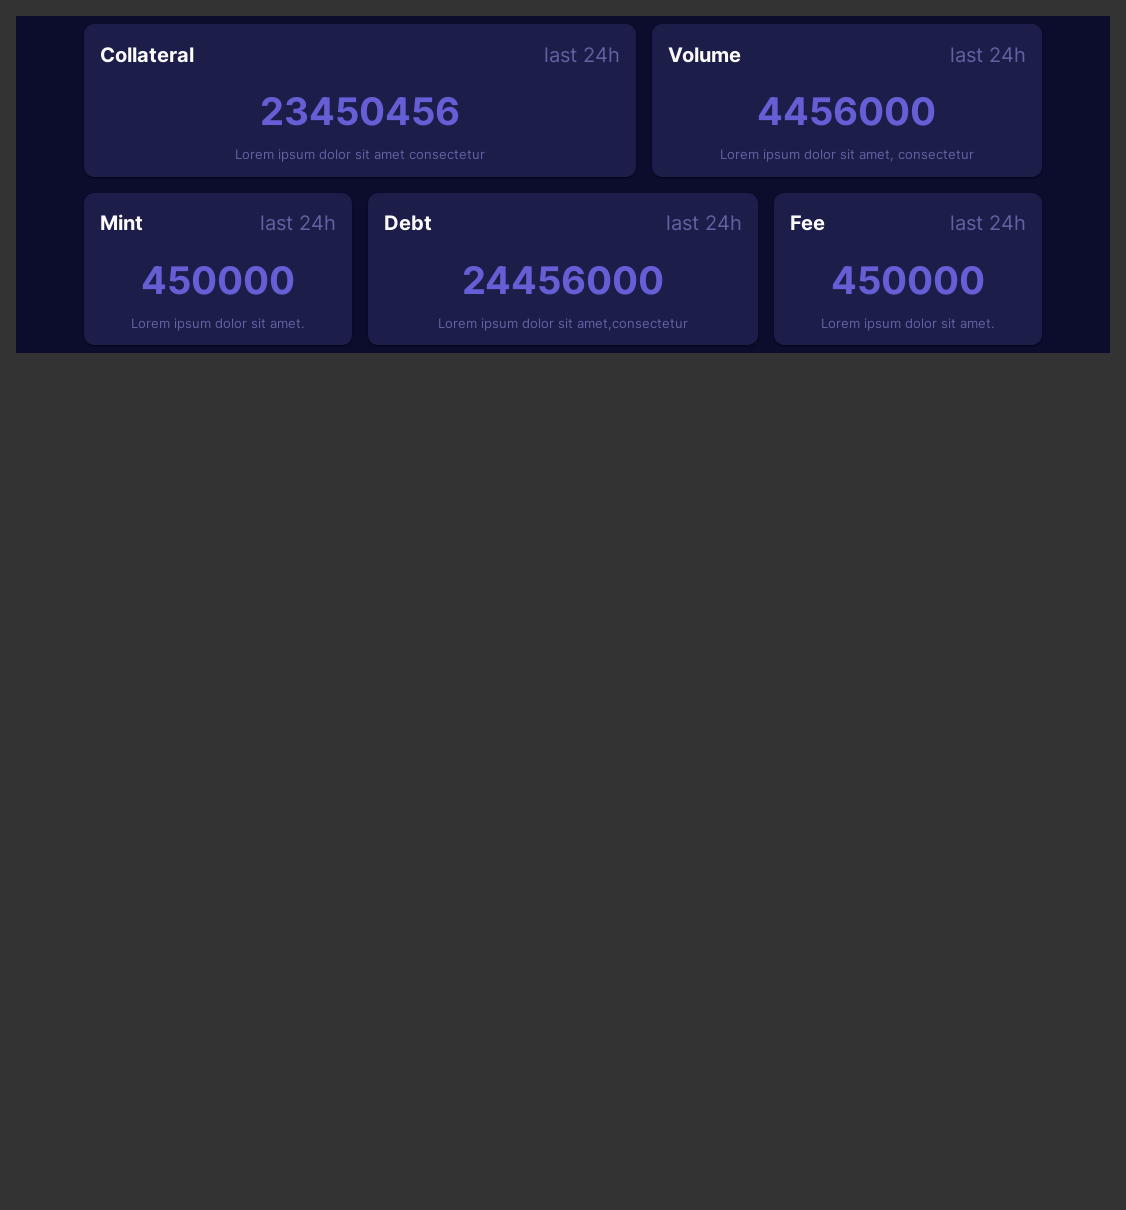 Collateral last 24h
23450456
Lorem ipsum dolor sit amet consectetur
Volume last 24h
4456000
Lorem ipsum dolor sit amet, consectetur
Mint last 24h
450000
Lorem ipsum dolor sit amet.
Debt last 24h
24456000
Lorem ipsum dolor sit amet,consectetur
Fee last 24h
450000
Lorem ipsum dolor sit amet.